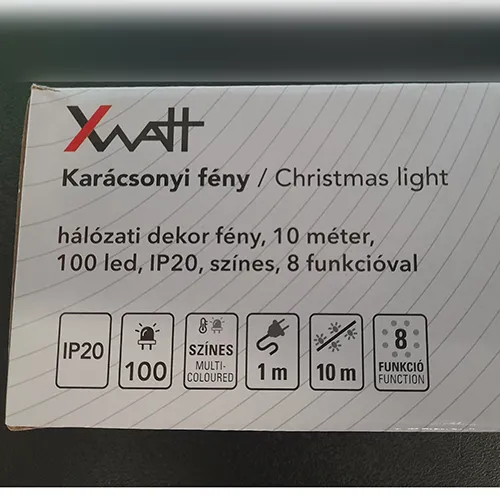 XWATT
Karácsonyi fény / Christmas light
hálózati dekor fény, 10 méter,
100 led, IP20, színes, 8 funkcióval
IP20
100
SZÍNES
MULTI-
COLOURED
1 m
10 m
8
FUNKCIÓ
FUNCTION